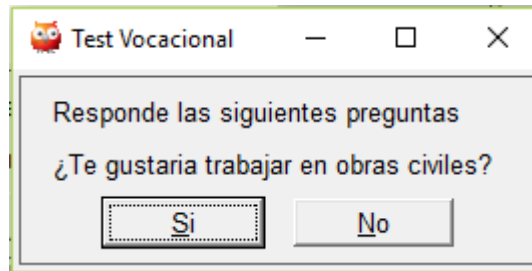 Test Vocacional
Responde las siguientes preguntas
¿Te gustaria trabajar en obras civiles?
Si No